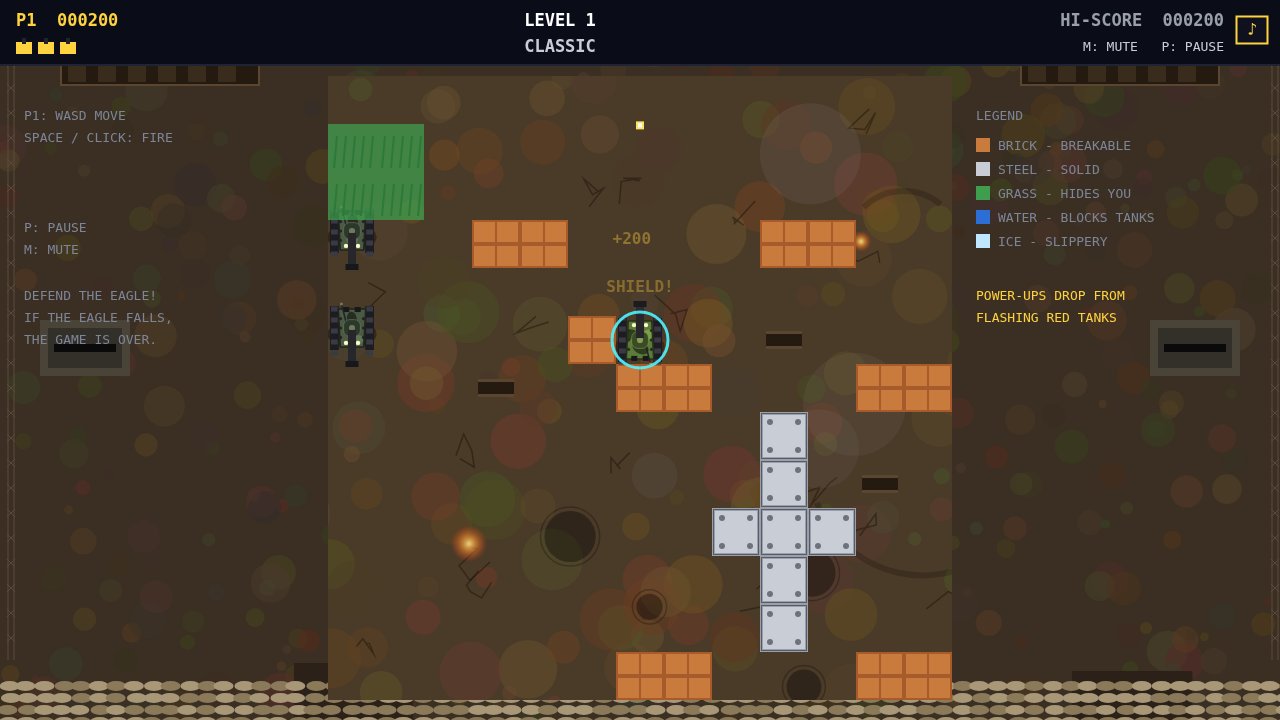 P1  000200
LEVEL 1
CLASSIC
HI-SCORE  000200
M: MUTE   P: PAUSE
♪
P1: WASD MOVE
SPACE / CLICK: FIRE
P: PAUSE
M: MUTE
DEFEND THE EAGLE!
IF THE EAGLE FALLS,
THE GAME IS OVER.
+200
SHIELD!
LEGEND
BRICK - BREAKABLE
STEEL - SOLID
GRASS - HIDES YOU
WATER - BLOCKS TANKS
ICE - SLIPPERY
POWER-UPS DROP FROM
FLASHING RED TANKS